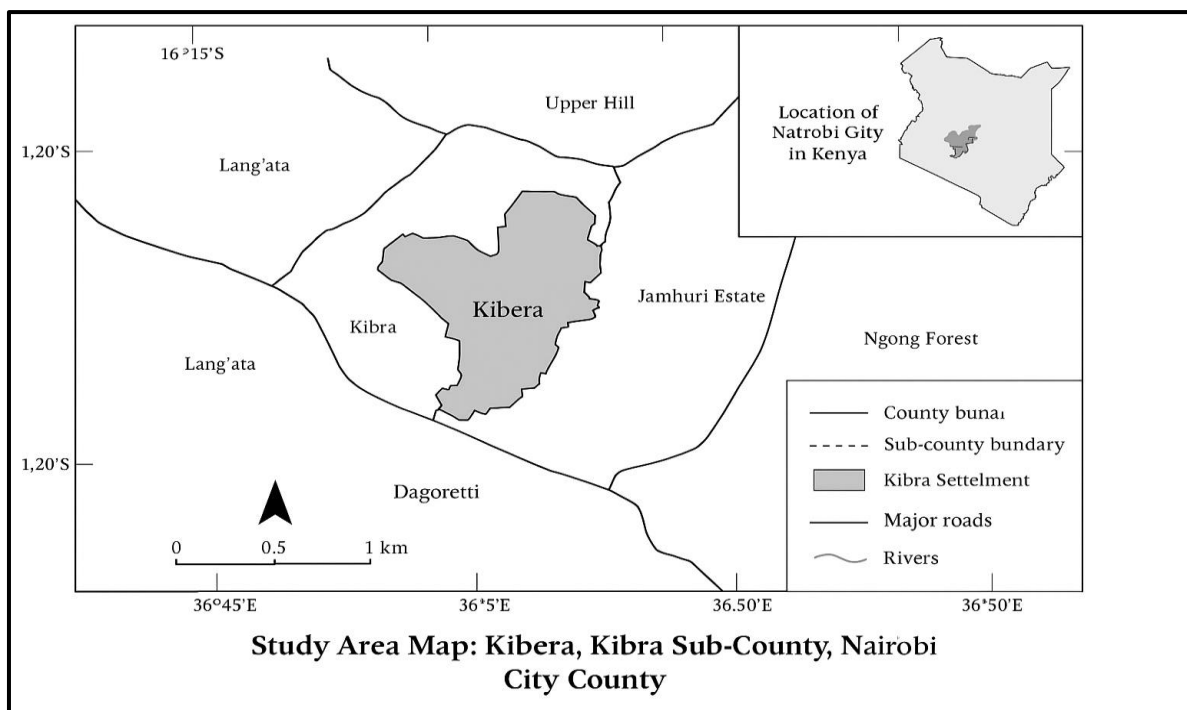 16°15'S
Upper Hill
Location of
Natrobi Gity
in Kenya
1,20'S
Lang'ata
Jamhuri Estate
Kibera
Kibra
Ngong Forest
Lang'ata
County bunaı
Sub-county bundary
1,20'S
Kibra Settelment
Dagoretti
Major roads
0 0.5 1 km
Rivers
36°45'E 36°5'E 36.50'E 36°50'E
Study Area Map: Kibera, Kibra Sub-County, Nairobi
City County